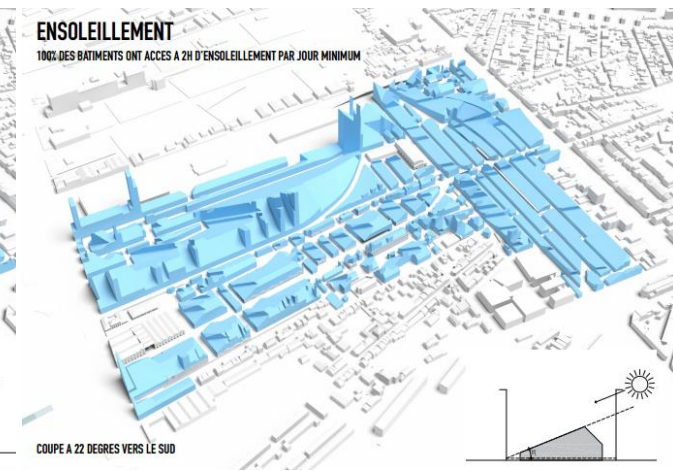 ENSOLEILLEMENT
100% DES BATIMENTS ONT ACCES A 2H D'ENSOLEILLEMENT PAR JOUR MINIMUM
COUPE A 22 DEGRES VERS LE SUD